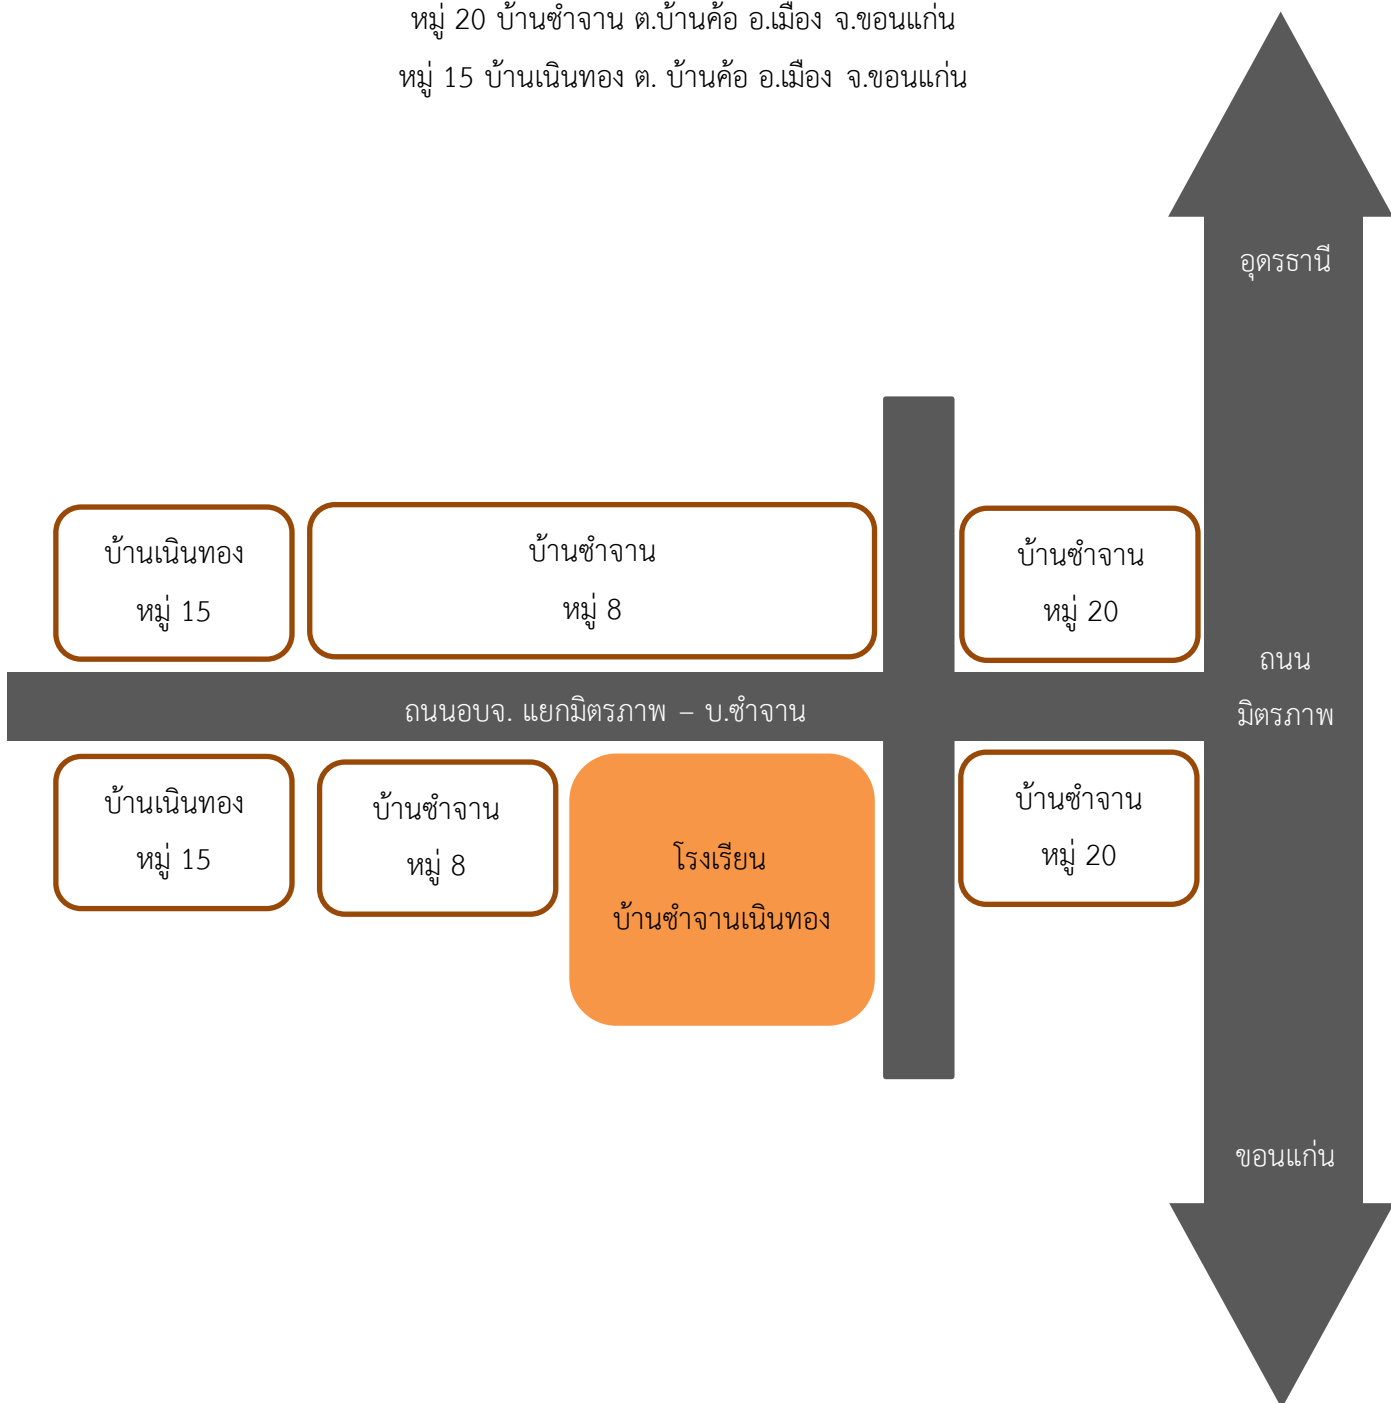 หมู่ 20 บ้านซำจาน ต.บ้านค้อ อ.เมือง จ.ขอนแก่น
หมู่ 15 บ้านเนินทอง ต. บ้านค้อ อ.เมือง จ.ขอนแก่น
อุดรธานี
บ้านเนินทอง
หมู่ 15
บ้านซำจาน
หมู่ 8
บ้านซำจาน
หมู่ 20
ถนน
มิตรภาพ
ถนนอบจ. แยกมิตรภาพ – บ.ซำจาน
บ้านเนินทอง
หมู่ 15
บ้านซำจาน
หมู่ 8
โรงเรียน
บ้านซำจานเนินทอง
บ้านซำจาน
หมู่ 20
ขอนแก่น